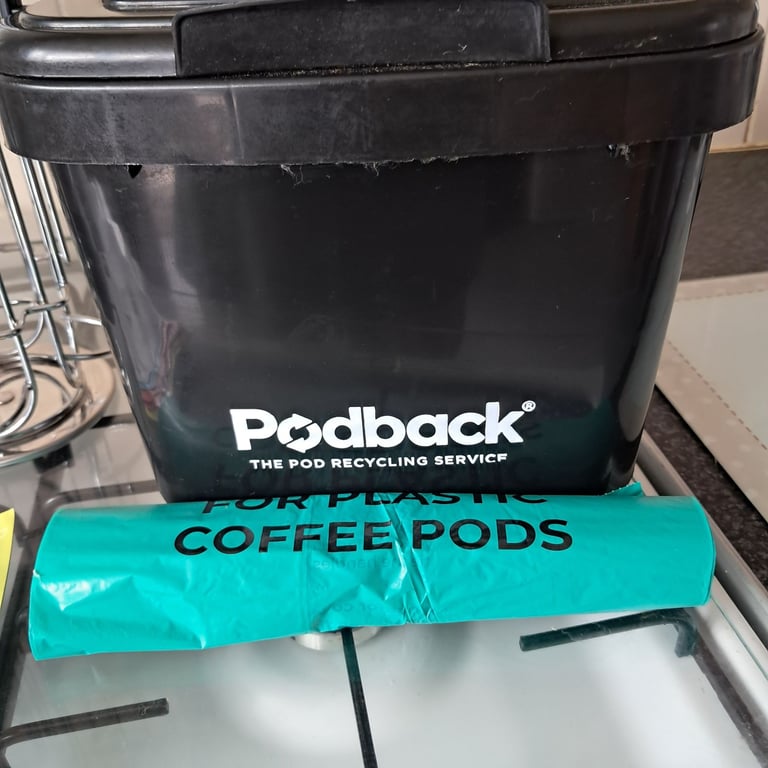 Podback®
THE POD RECYCLING SERVICE
FOR PLASTIC
COFFEE PODS